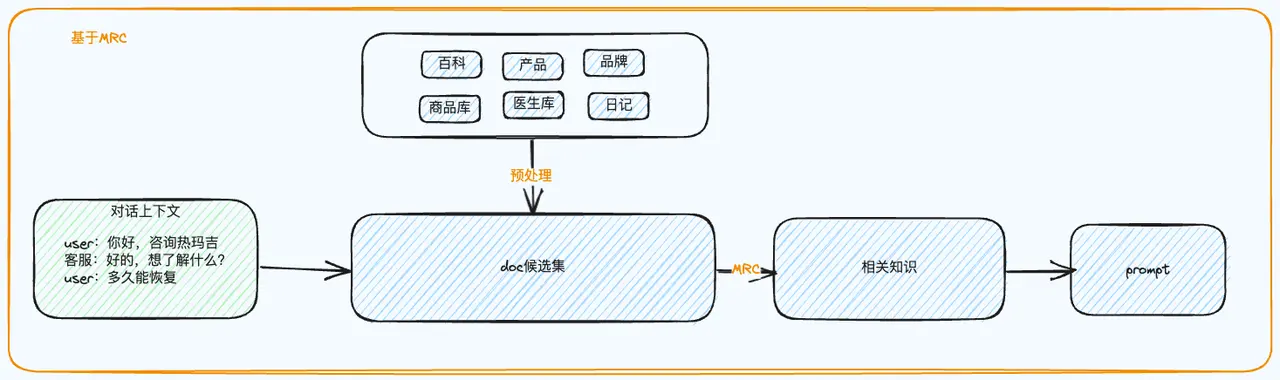 基于MRC
百科
产品
品牌
商品库
医生库
日记
预处理
对话上下文
user：你好，咨询热玛吉
客服：好的，想了解什么？
user：多久能恢复
doc候选集
MRC
相关知识
prompt